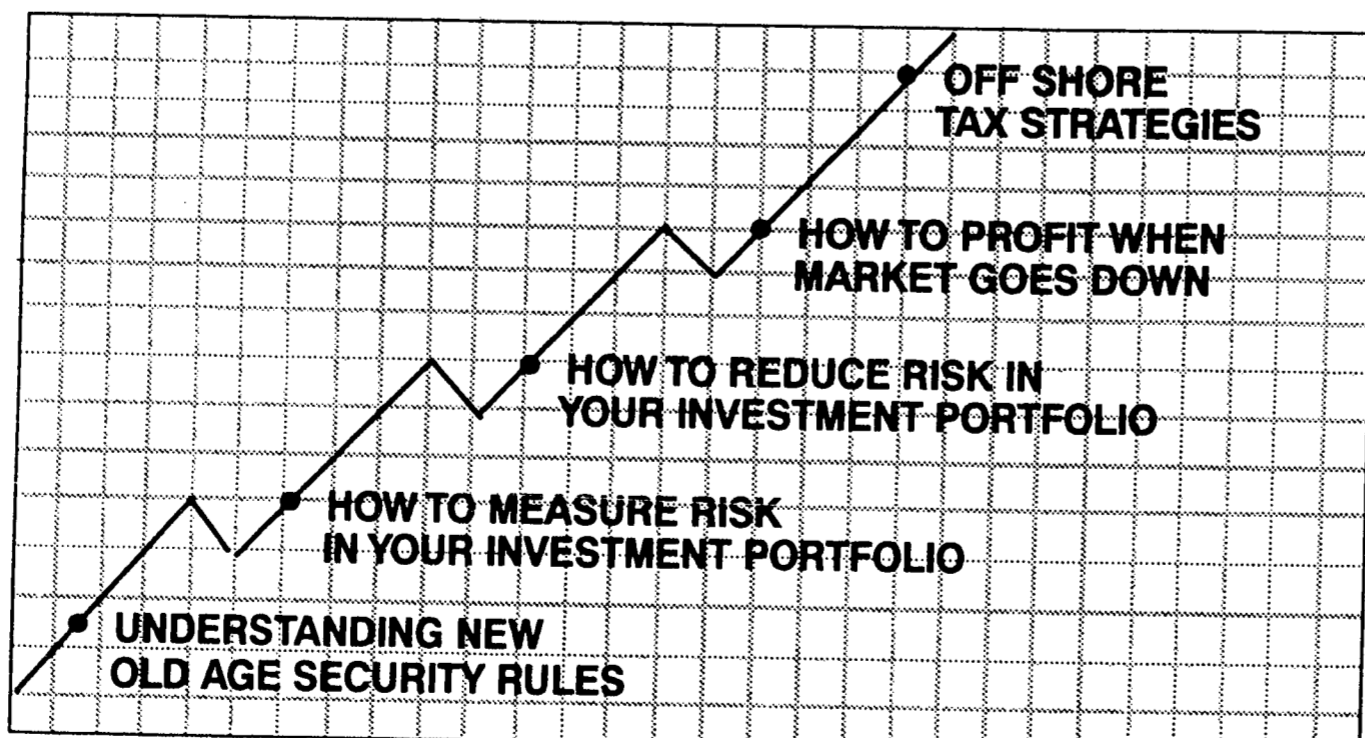 OFF SHORE
TAX STRATEGIES
HOW TO PROFIT WHEN
MARKET GOES DOWN
HOW TO REDUCE RISK IN
YOUR INVESTMENT PORTFOLIO
HOW TO MEASURE RISK
IN YOUR INVESTMENT PORTFOLIO
UNDERSTANDING NEW
OLD AGE SECURITY RULES